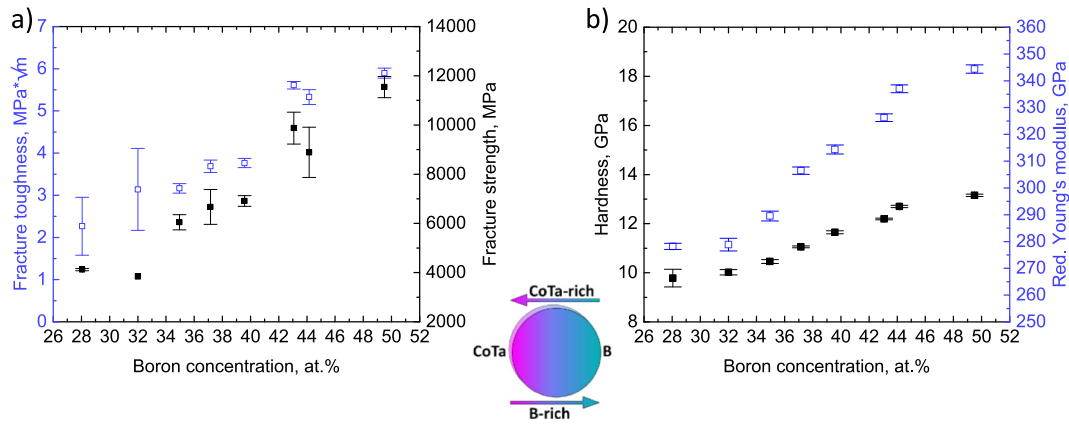 a)
7
6
5
4
3
2
1
0
Fracture toughness, MPa*√m
14000
12000
10000
8000
6000
4000
2000
Fracture strength, MPa
26 28 30 32 34 36 38 40 42 44 46 48 50 52
Boron concentration, at.%
CoTa-rich
CoTa
B
B-rich
b)
20
18
16
14
12
10
8
Hardness, GPa
360
350
340
330
320
310
300
290
280
270
260
250
Red. Young's modulus, GPa
26 28 30 32 34 36 38 40 42 44 46 48 50 52
Boron concentration, at.%